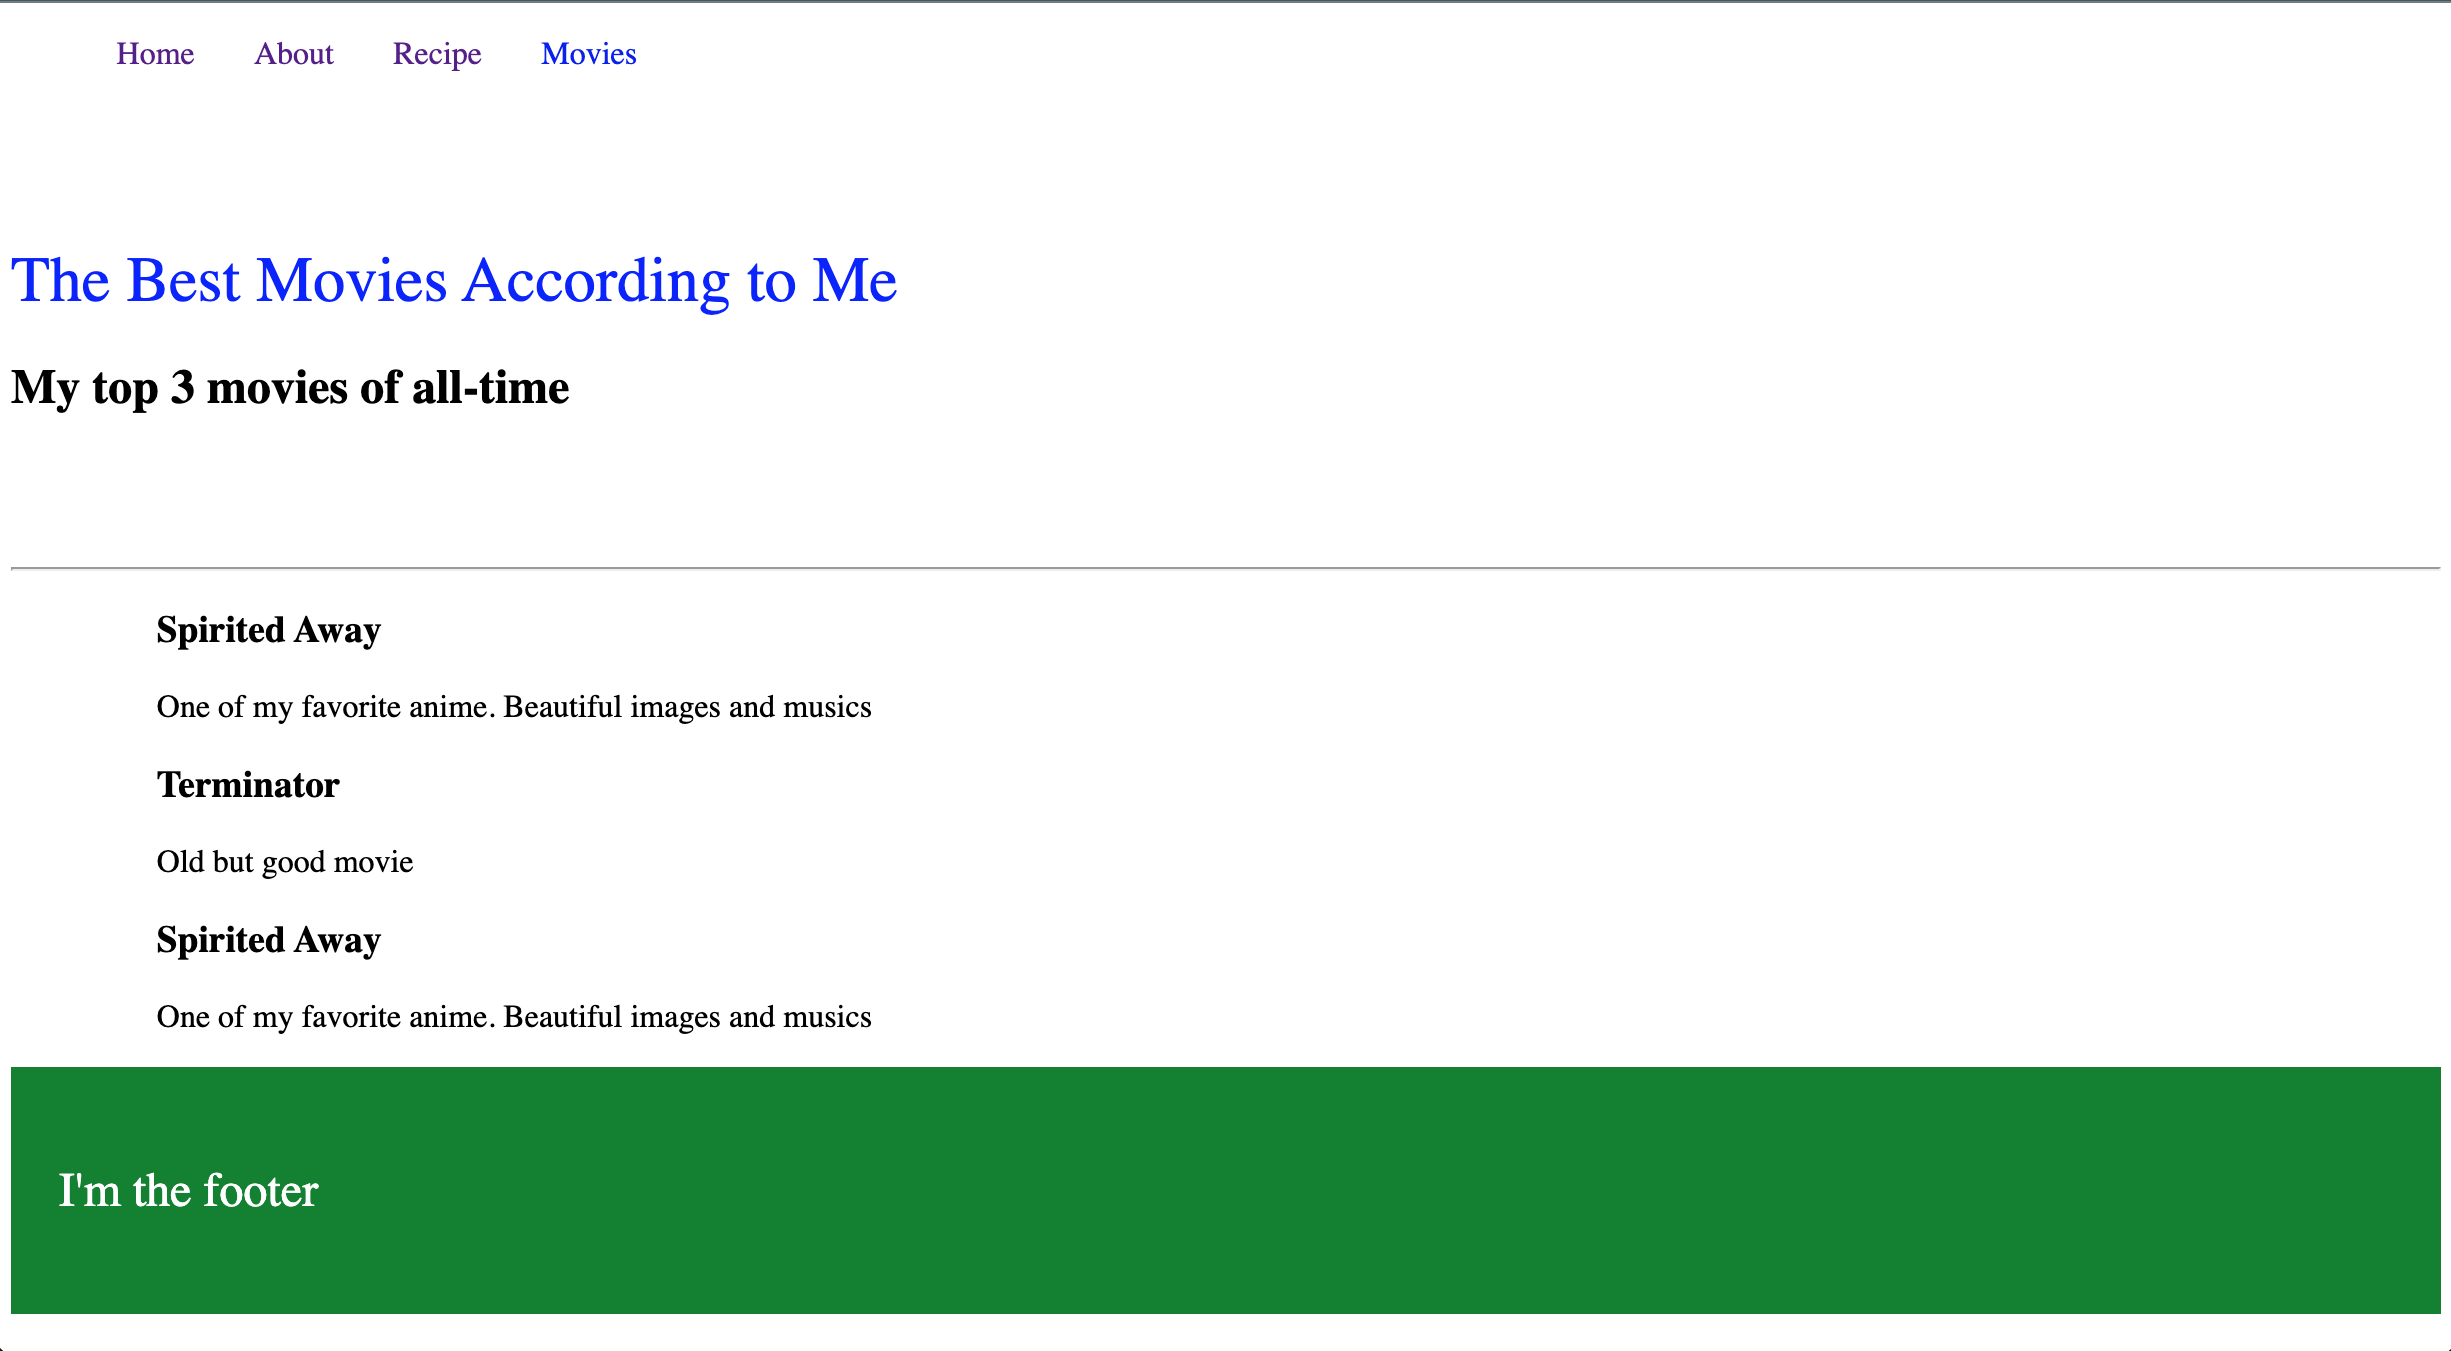 Home About Recipe Movies
The Best Movies According to Me
My top 3 movies of all-time
Spirited Away
One of my favorite anime. Beautiful images and musics
Terminator
Old but good movie
Spirited Away
One of my favorite anime. Beautiful images and musics
I'm the footer